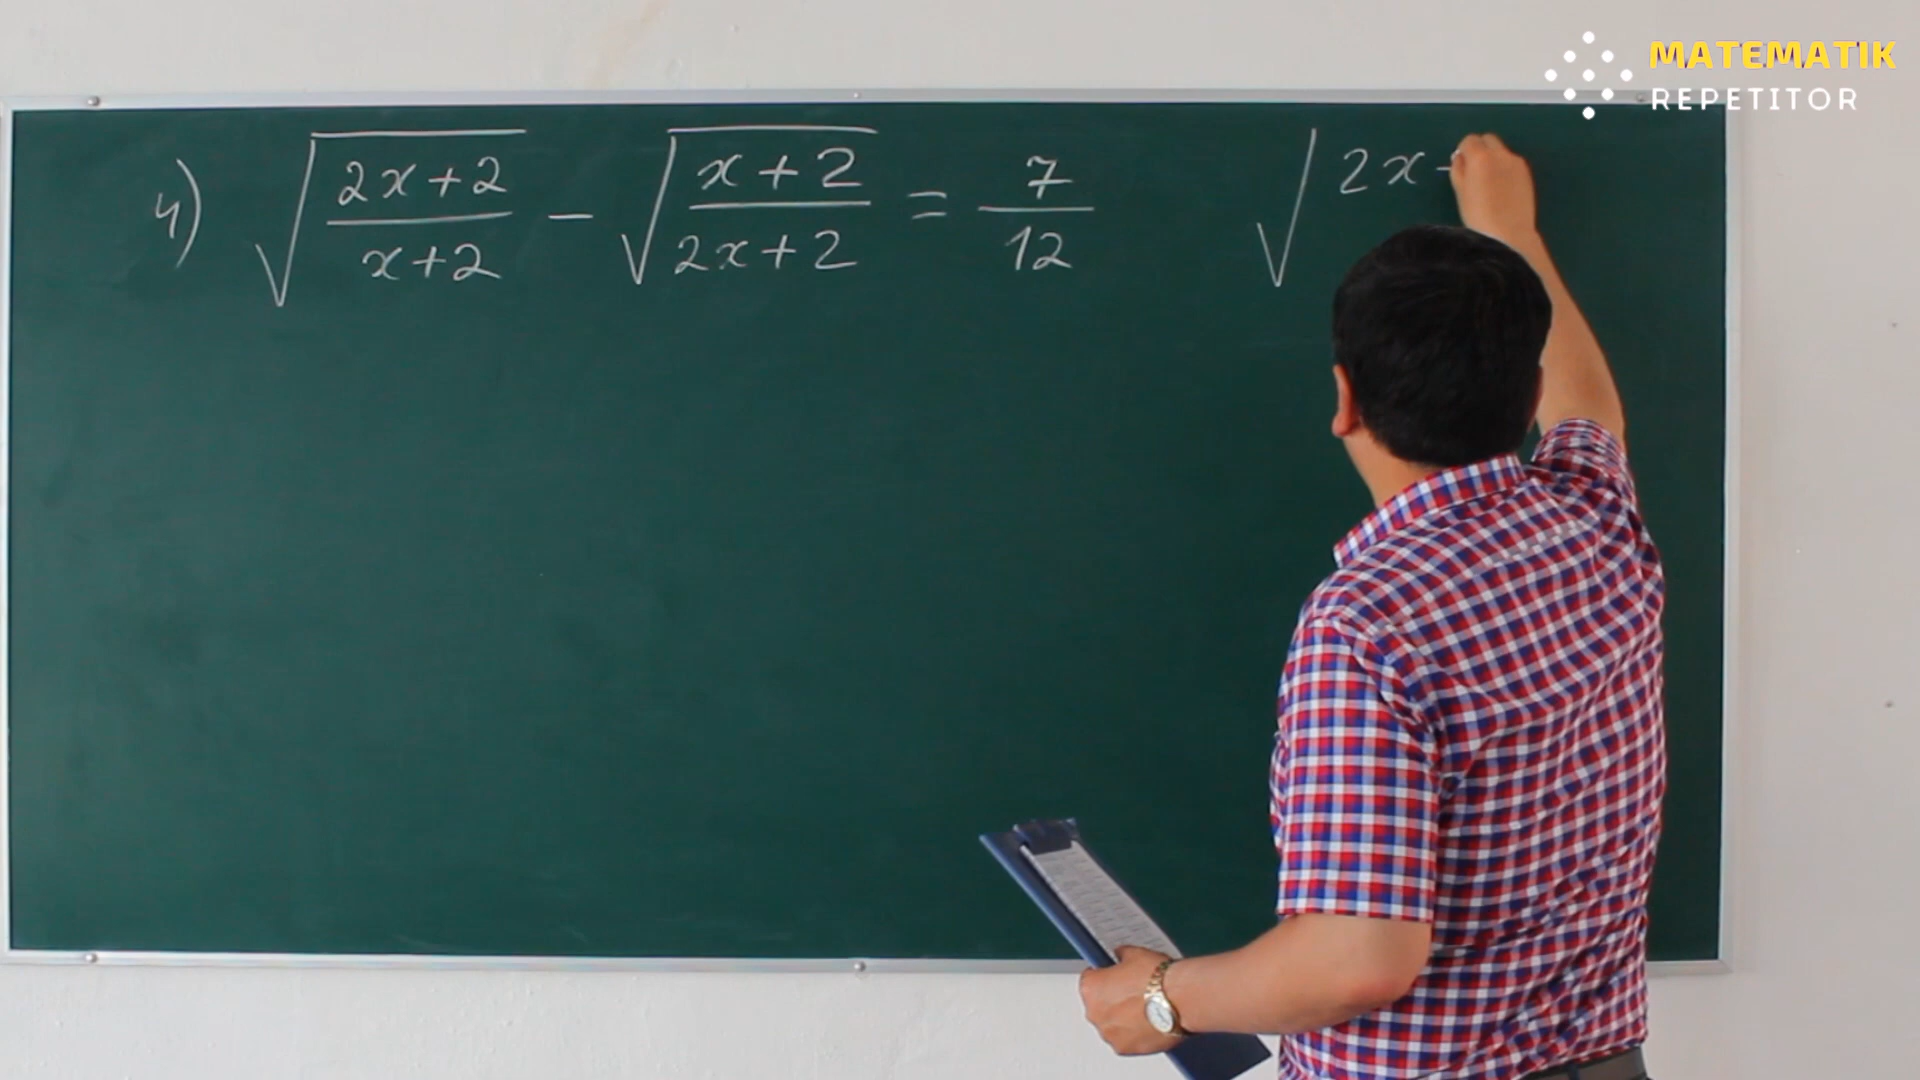 MATEMATIK
REPETITOR
4) √((2x+2)/(x+2)) − √((x+2)/(2x+2)) = 7/12
√ 2x